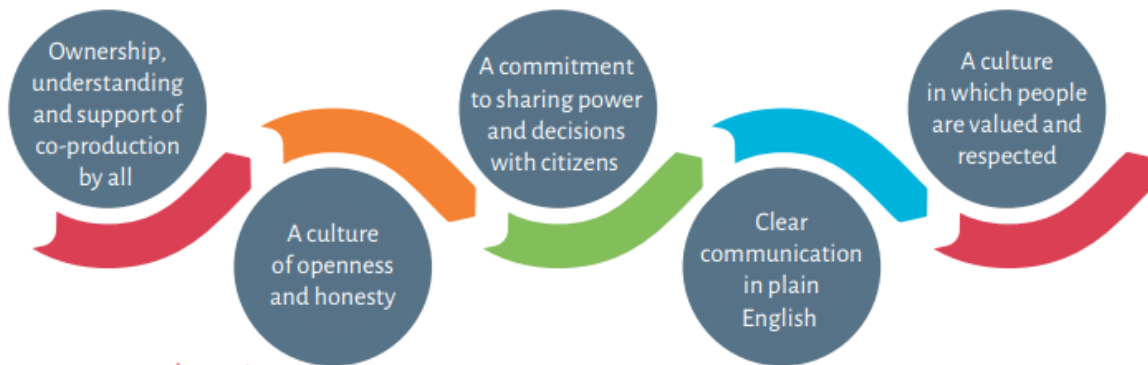 Ownership,
understanding
and support of
co-production
by all
A culture
of openness
and honesty
A commitment
to sharing power
and decisions
with citizens
Clear
communication
in plain
English
A culture
in which people
are valued and
respected